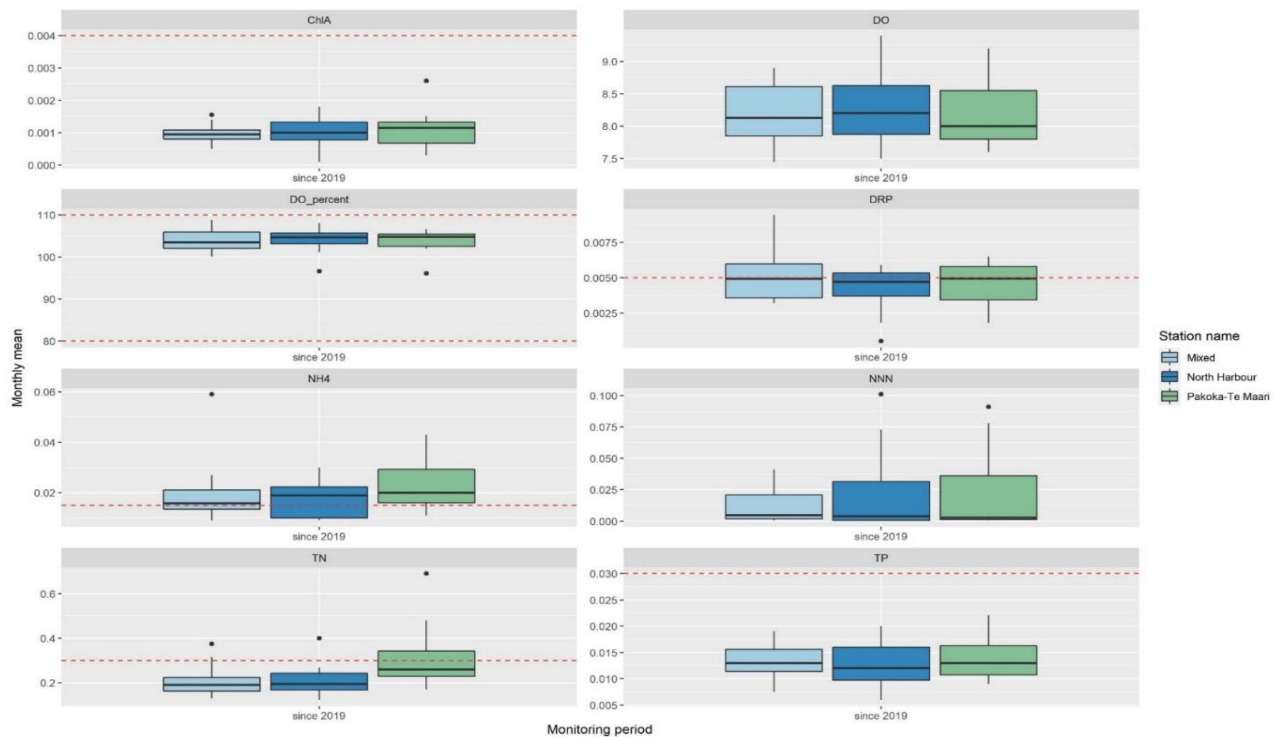 ChlA
DO
0.004
0.003
0.002
0.001
0.000
9.0
8.5
8.0
7.5
since 2019
since 2019
DO_percent
DRP
110
100
90
80
0.0075
0.0050
0.0025
since 2019
since 2019
NH4
NNN
0.06
0.04
0.02
0.100
0.075
0.050
0.025
0.000
since 2019
since 2019
TN
TP
0.6
0.4
0.2
0.030
0.025
0.020
0.015
0.010
0.005
since 2019
since 2019
Monthly mean
Monitoring period
Station name
Mixed
North Harbour
Pakoka-Te Maari